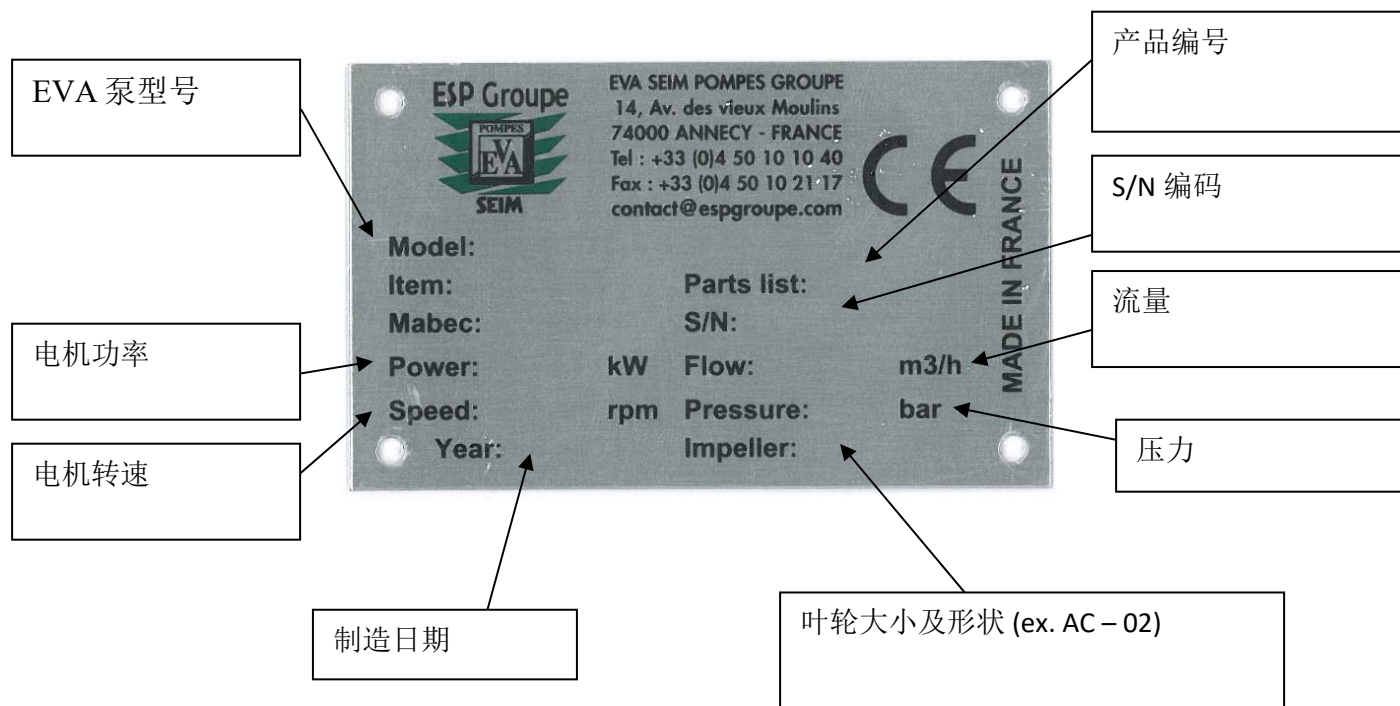 产品编号
EVA 泵型号
ESP Groupe
POMPES
EVA
SEIM
EVA SEIM POMPES GROUPE
14, Av. des vieux Moulins
74000 ANNECY - FRANCE
Tel : +33 (0)4 50 10 10 40
Fax : +33 (0)4 50 10 21 17
contact@espgroupe.com
CE
MADE IN FRANCE
S/N 编码
Model:
Item: Parts list:
Mabec: S/N:
流量
电机功率
Power: kW Flow: m3/h
Speed: rpm Pressure: bar
Year: Impeller:
压力
电机转速
制造日期
叶轮大小及形状 (ex. AC – 02)